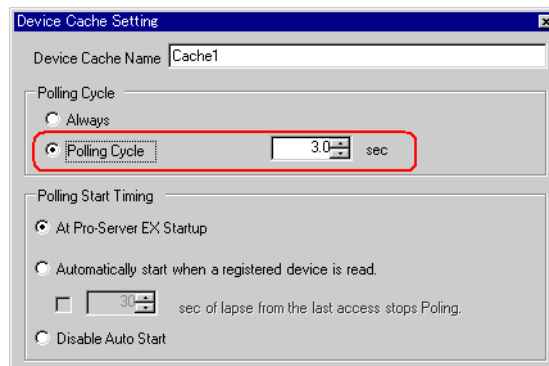 Device Cache Setting
Device Cache Name Cache1
Polling Cycle
Always
Polling Cycle 3.0 sec
Polling Start Timing
At Pro-Server EX Startup
Automatically start when a registered device is read.
30 sec of lapse from the last access stops Poling.
Disable Auto Start